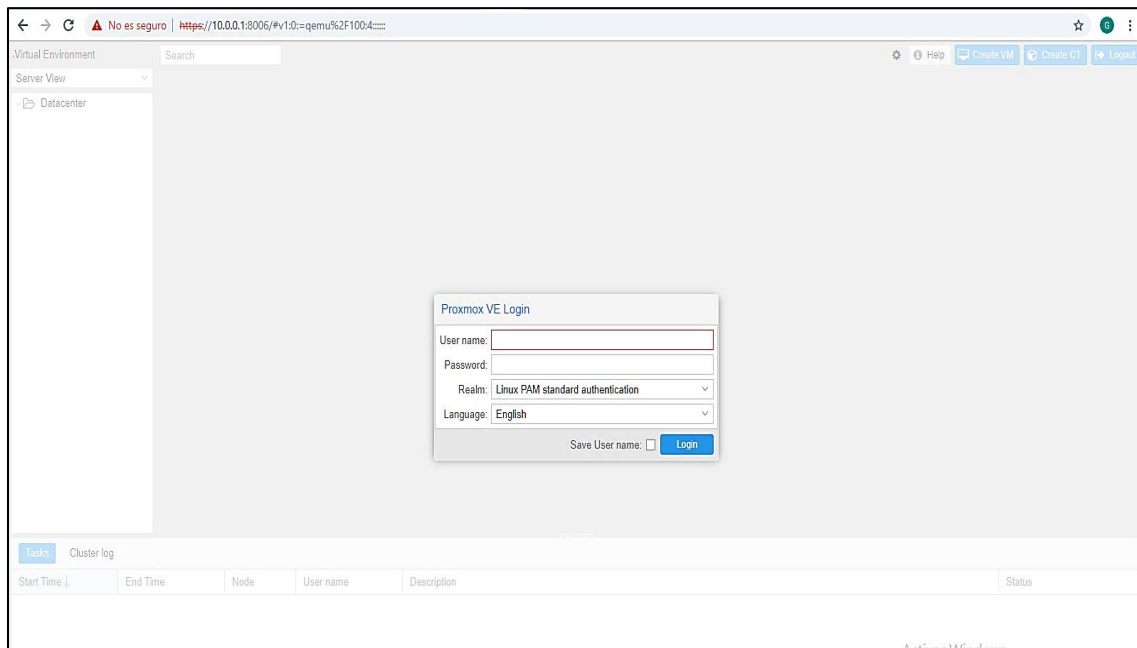 No es seguro https://10.0.0.1:8006/#v1:0:=qemu%2F100:4::::::
G
Virtual Environment Search Help Create VM Create CT Logout
Server View
Datacenter
Proxmox VE Login
User name:
Password:
Realm: Linux PAM standard authentication
Language: English
Save User name: Login
Tasks Cluster log
Start Time ↓ End Time Node User name Description Status